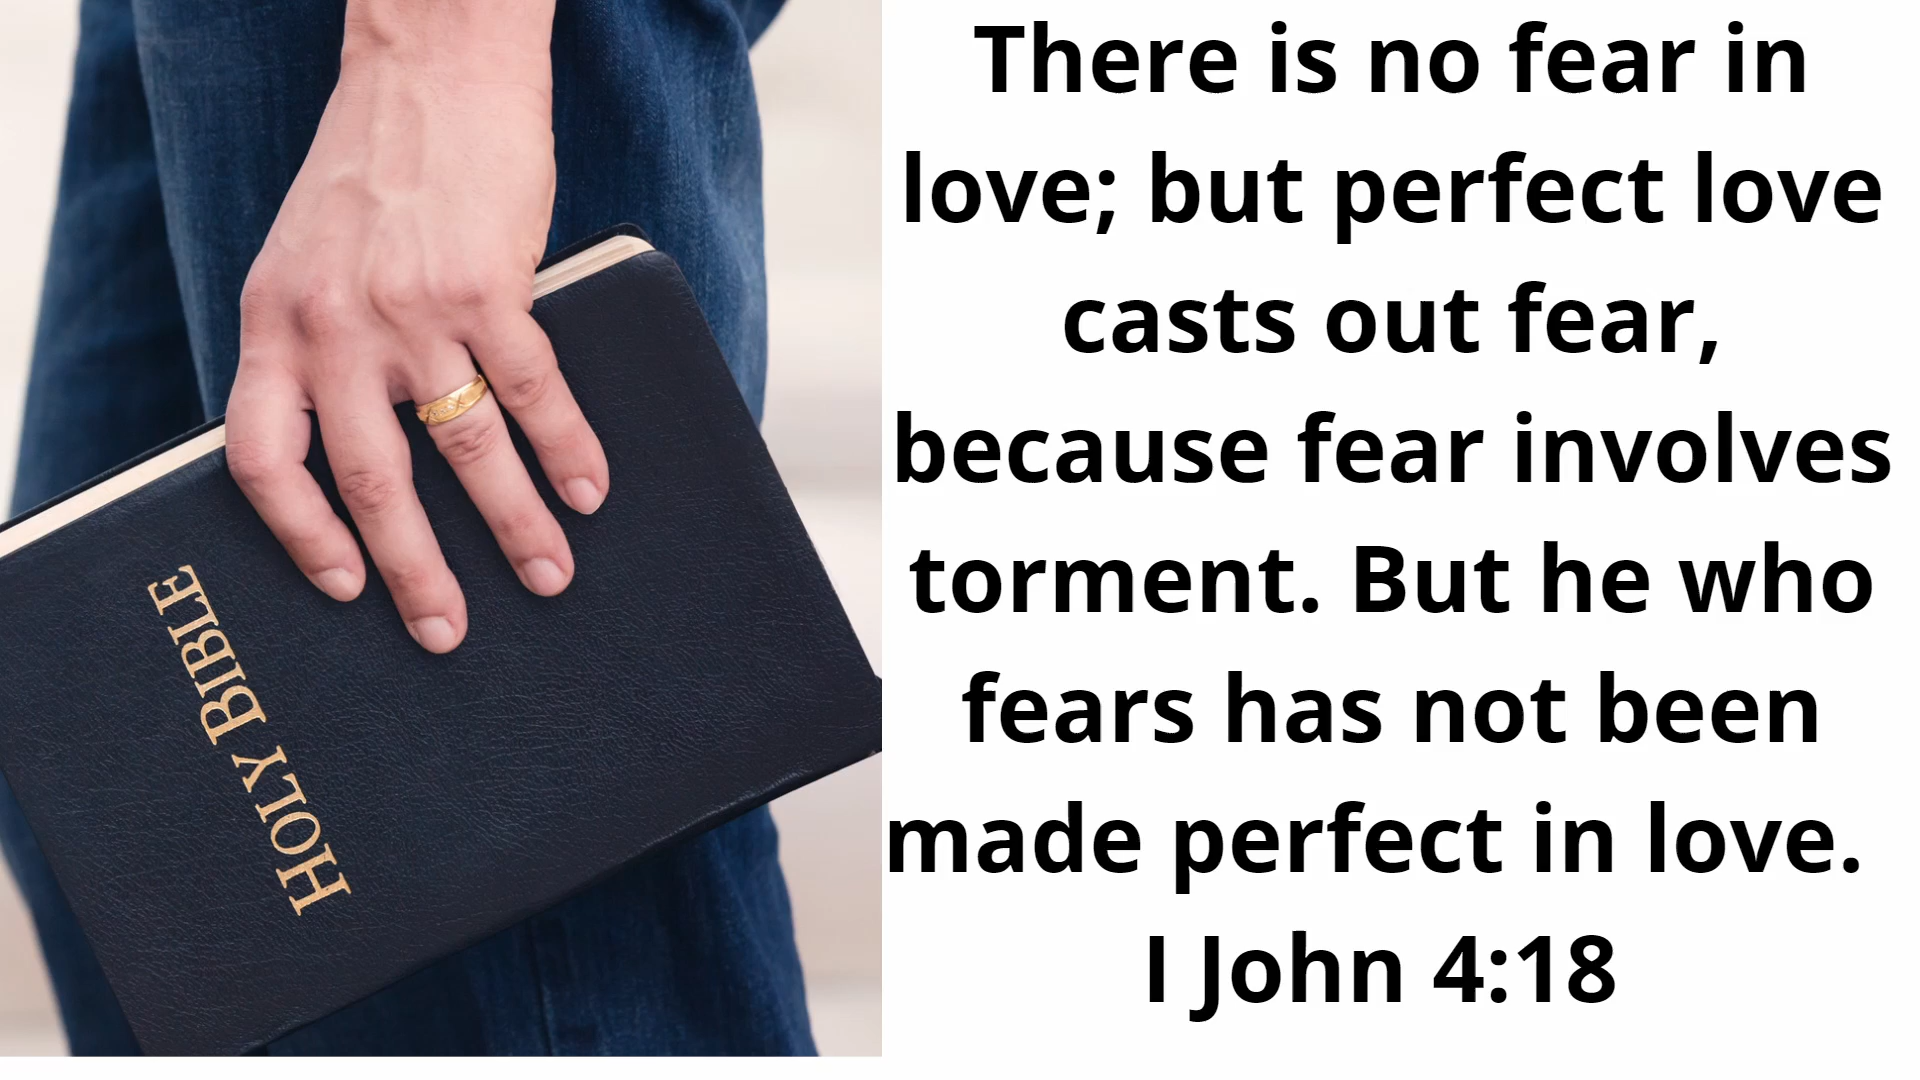 HOLY BIBLE
There is no fear in
love; but perfect love
casts out fear,
because fear involves
torment. But he who
fears has not been
made perfect in love.
I John 4:18